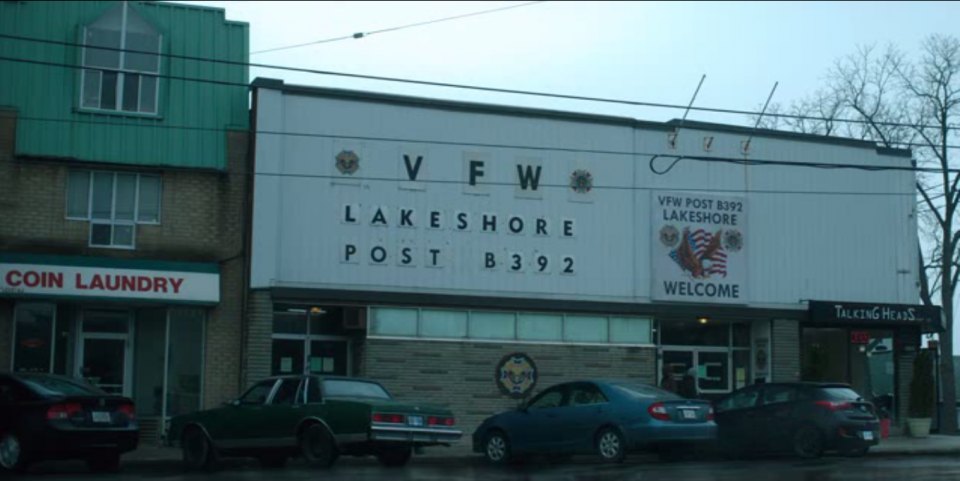 VFW
LAKESHORE
POST B392
VFW POST B392
LAKESHORE
WELCOME
COIN LAUNDRY
TALKING HEADS